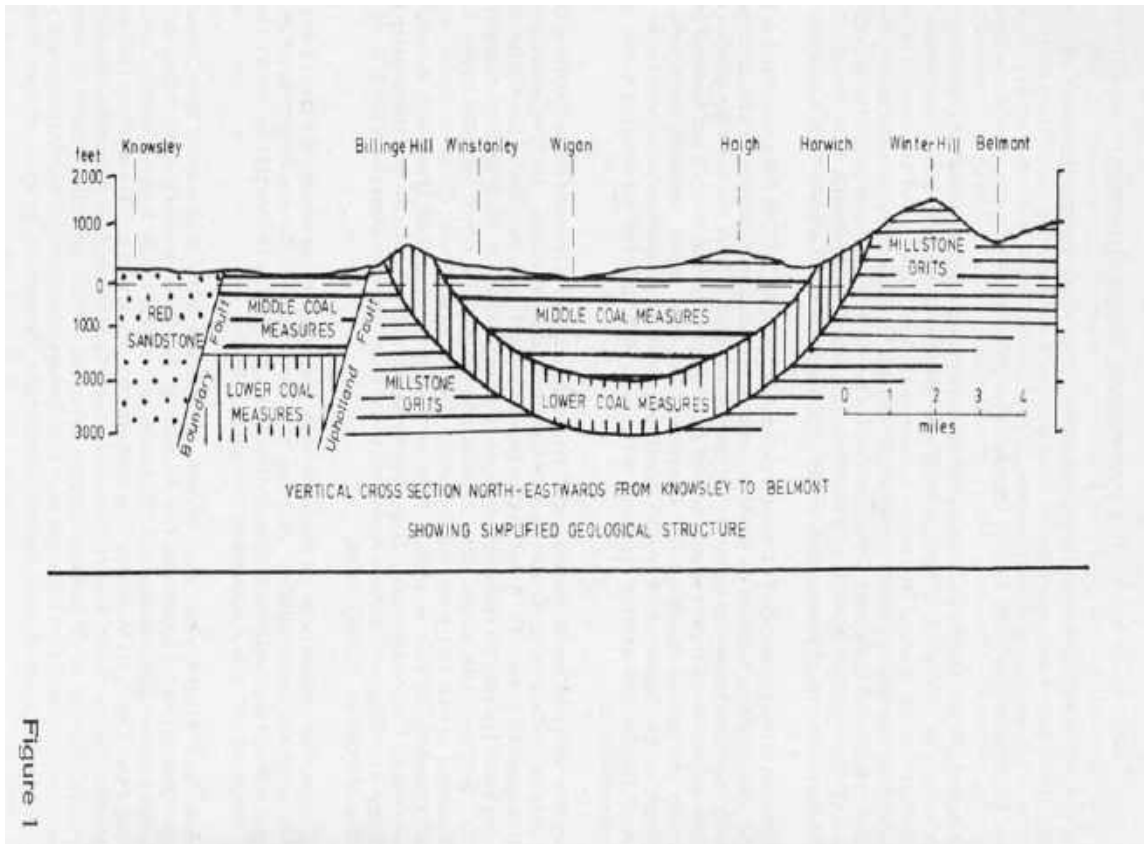 Knowsley Billinge Hill Winstanley Wigan Haigh Horwich Winter Hill Belmont
feet
2000
1000
0
1000
2000
3000
RED
SANDSTONE
Boundary Fault
MIDDLE COAL
MEASURES
LOWER COAL
MEASURES
Upholland Fault
MILLSTONE
GRITS
MIDDLE COAL MEASURES
LOWER COAL MEASURES
MILLSTONE
GRITS
0 1 2 3 4
miles
VERTICAL CROSS SECTION NORTH-EASTWARDS FROM KNOWSLEY TO BELMONT
SHOWING SIMPLIFIED GEOLOGICAL STRUCTURE
Figure 1